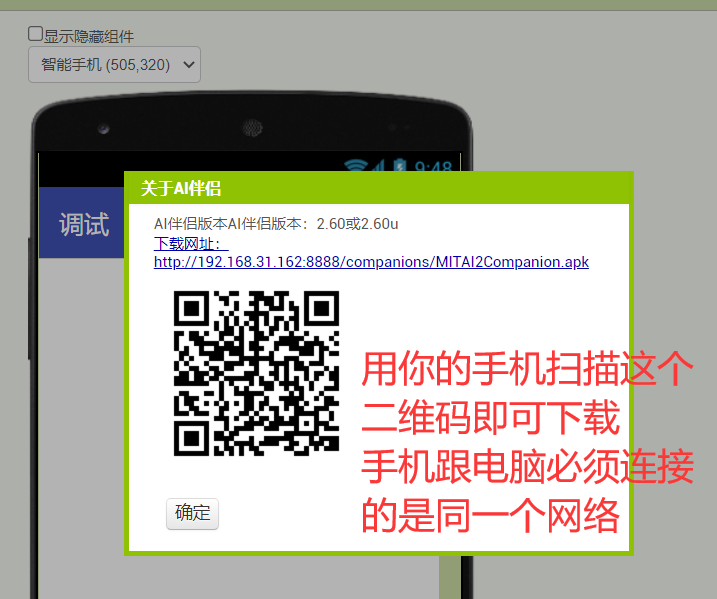 显示隐藏组件
智能手机 (505,320)
9:48
调试
关于AI伴侣
AI伴侣版本AI伴侣版本：2.60或2.60u
下载网址：
http://192.168.31.162:8888/companions/MITAI2Companion.apk
用你的手机扫描这个
二维码即可下载
手机跟电脑必须连接
的是同一个网络
确定